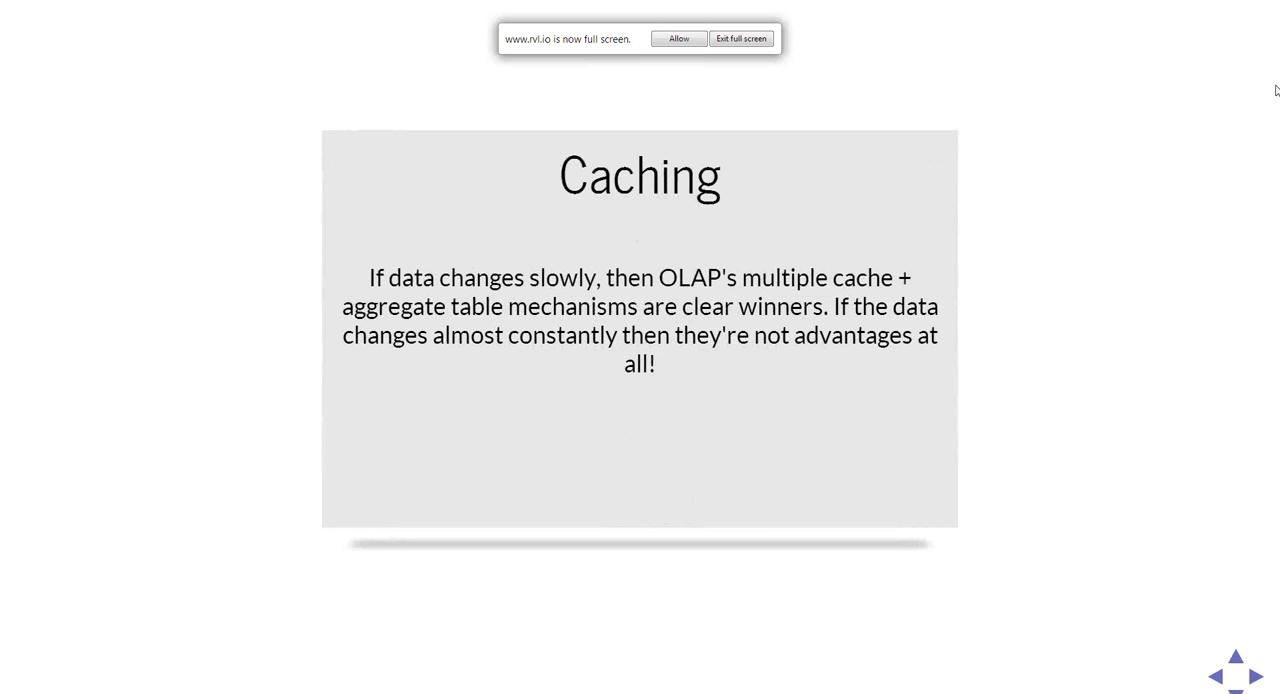 www.rvl.io is now full screen.
Allow
Exit full screen
Caching
If data changes slowly, then OLAP's multiple cache +
aggregate table mechanisms are clear winners. If the data
changes almost constantly then they're not advantages at
all!